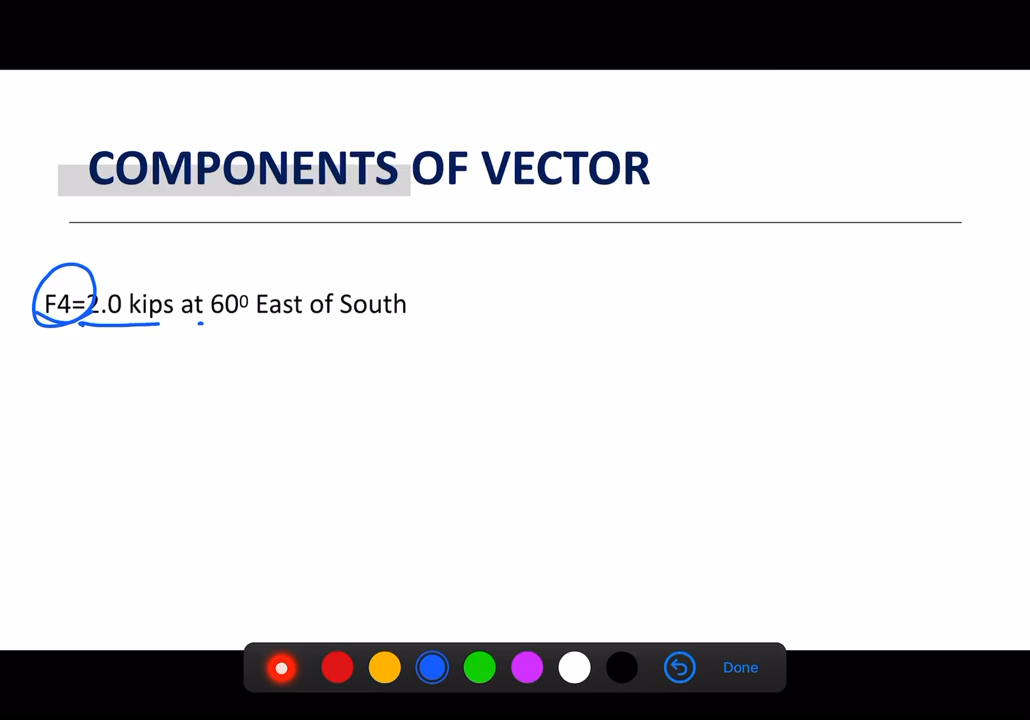 COMPONENTS OF VECTOR
F4=2.0 kips at 60⁰ East of South
Done